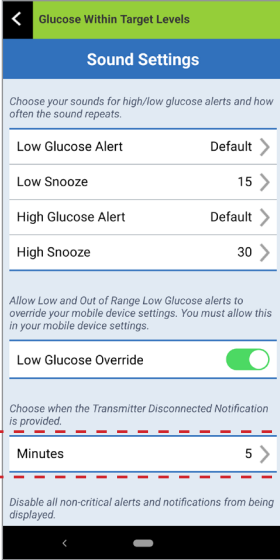 Glucose Within Target Levels
Sound Settings
Choose your sounds for high/low glucose alerts and how
often the sound repeats.
Low Glucose Alert Default
Low Snooze 15
High Glucose Alert Default
High Snooze 30
Allow Low and Out of Range Low Glucose alerts to
override your mobile device settings. You must allow this
in your mobile device settings.
Low Glucose Override
Choose when the Transmitter Disconnected Notification
is provided.
Minutes 5
Disable all non-critical alerts and notifications from being
displayed.